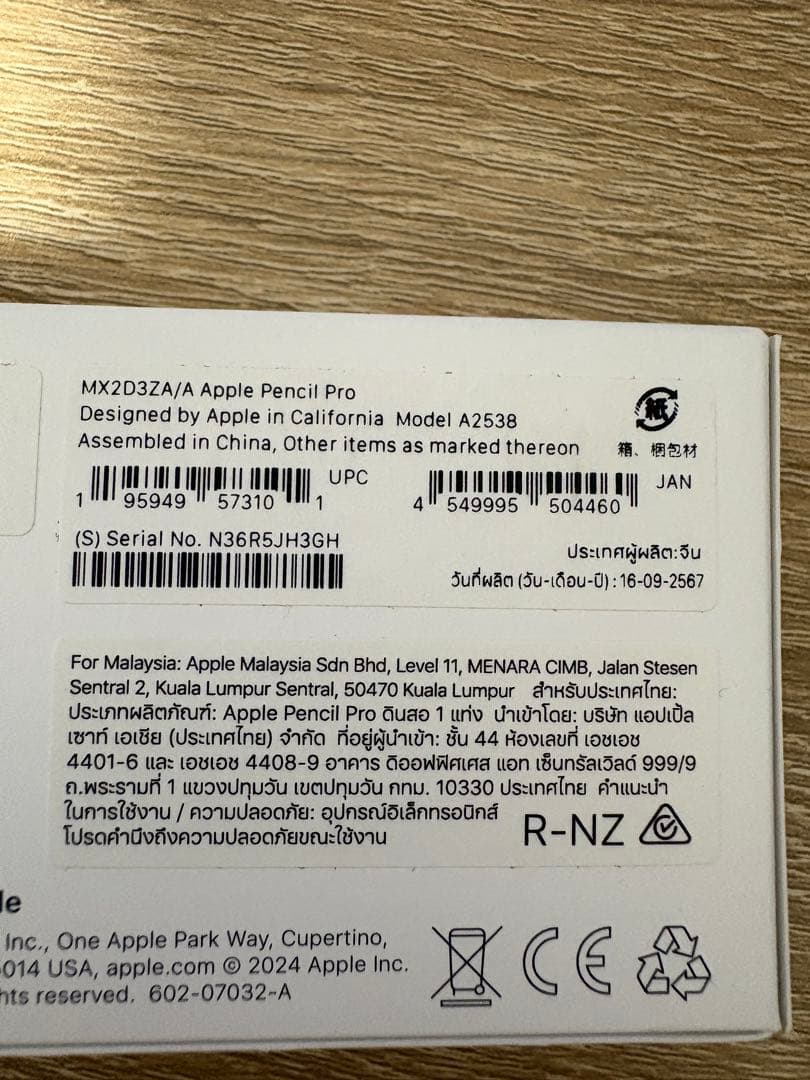 MX2D3ZA/A Apple Pencil Pro
Designed by Apple in California Model A2538
Assembled in China, Other items as marked thereon
紙
箱、梱包材
1 95949 57310 1 UPC
4 549995 504460 JAN
(S) Serial No. N36R5JH3GH
ประเทศผู้ผลิต:จีน
วันที่ผลิต (วัน-เดือน-ปี) : 16-09-2567
For Malaysia: Apple Malaysia Sdn Bhd, Level 11, MENARA CIMB, Jalan Stesen
Sentral 2, Kuala Lumpur Sentral, 50470 Kuala Lumpur สำหรับประเทศไทย:
ประเภทผลิตภัณฑ์: Apple Pencil Pro ดินสอ 1 แท่ง นำเข้าโดย: บริษัท แอปเปิ้ล
เซาท์ เอเชีย (ประเทศไทย) จำกัด ที่อยู่ผู้นำเข้า: ชั้น 44 ห้องเลขที่ เอชเอช
4401-6 และ เอชเอช 4408-9 อาคาร ดิออฟฟิศเศส แอท เซ็นทรัลเวิลด์ 999/9
ถ.พระรามที่ 1 แขวงปทุมวัน เขตปทุมวัน กทม. 10330 ประเทศไทย คำแนะนำ
ในการใช้งาน / ความปลอดภัย: อุปกรณ์อิเล็กทรอนิกส์
โปรดคำนึงถึงความปลอดภัยขณะใช้งาน
R-NZ
le
Inc., One Apple Park Way, Cupertino,
014 USA, apple.com © 2024 Apple Inc.
hts reserved. 602-07032-A
CE